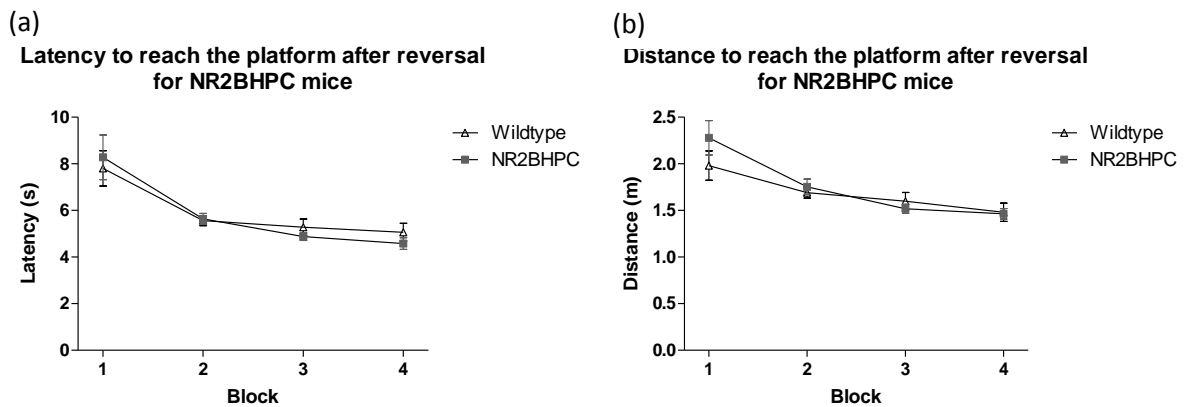 (a)
Latency to reach the platform after reversal
for NR2BHPC mice
10
8
6
4
2
0
Latency (s)
1 2 3 4
Block
Wildtype
NR2BHPC
(b)
Distance to reach the platform after reversal
for NR2BHPC mice
2.5
2.0
1.5
1.0
0.5
0.0
Distance (m)
1 2 3 4
Block
Wildtype
NR2BHPC